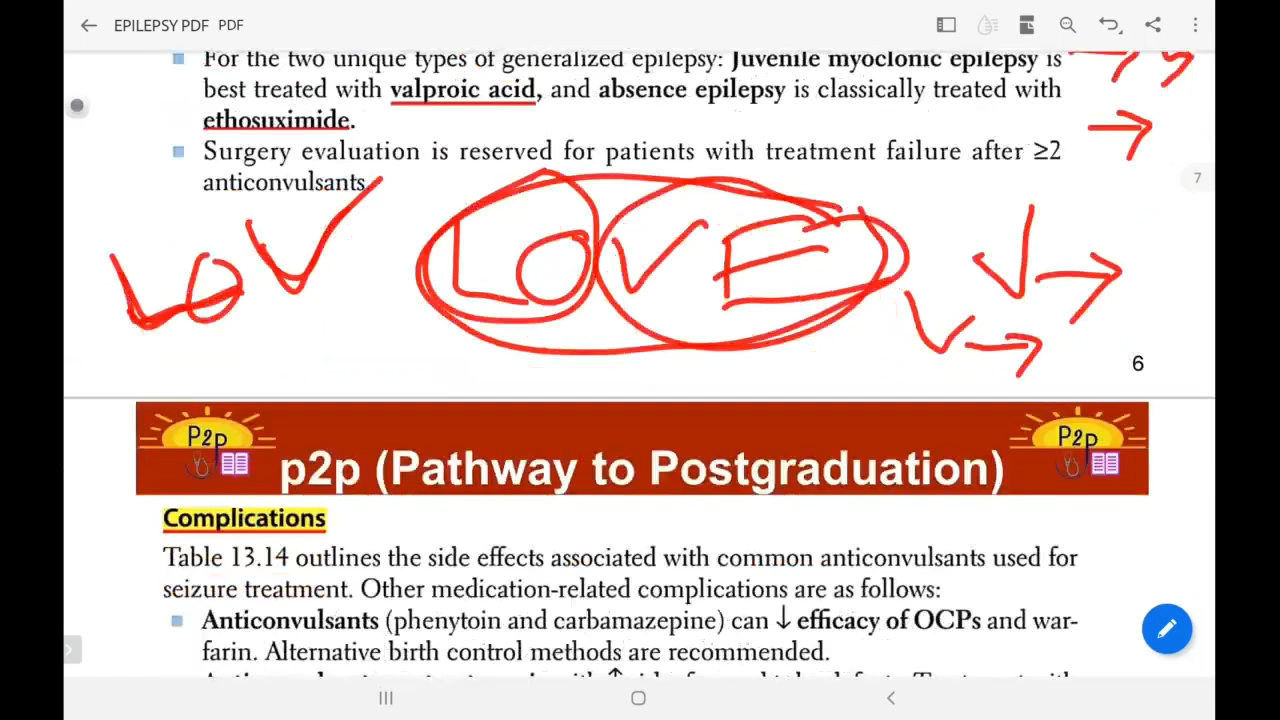 EPILEPSY PDF PDF
For the two unique types of generalized epilepsy: Juvenile myoclonic epilepsy is
best treated with valproic acid, and absence epilepsy is classically treated with
ethosuximide.
Surgery evaluation is reserved for patients with treatment failure after ≥2
anticonvulsants.
7
LOV LOVE
6
P2P P2P
p2p (Pathway to Postgraduation)
Complications
Table 13.14 outlines the side effects associated with common anticonvulsants used for
seizure treatment. Other medication-related complications are as follows:
Anticonvulsants (phenytoin and carbamazepine) can ↓ efficacy of OCPs and war-
farin. Alternative birth control methods are recommended.